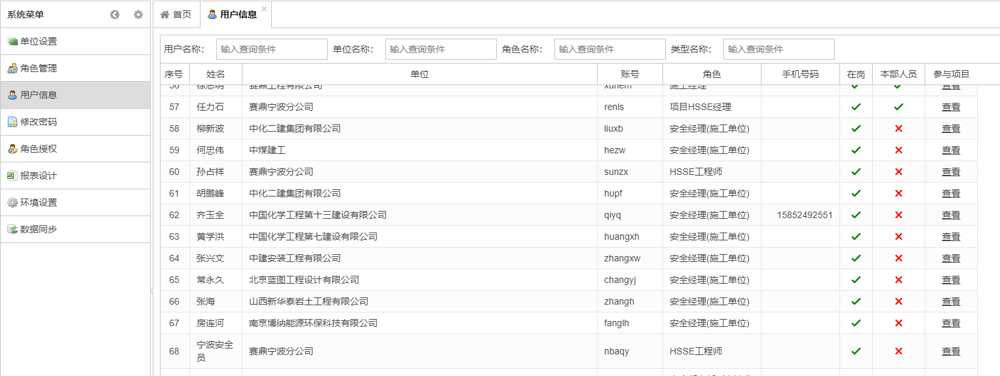 系统菜单
首页
用户信息
单位设置
角色管理
用户信息
修改密码
角色授权
报表设计
环境设置
数据同步
用户名称： 输入查询条件 单位名称： 输入查询条件 角色名称： 输入查询条件 类型名称： 输入查询条件
序号 姓名 单位 账号 角色 手机号码 在岗 本部人员 参与项目
56 赛鼎工程有限公司 施工经理 查看
57 任力石 赛鼎宁波分公司 renls 项目HSSE经理 查看
58 柳新波 中化二建集团有限公司 liuxb 安全经理(施工单位) 查看
59 何忠伟 中煤建工 hezw 安全经理(施工单位) 查看
60 孙占祥 赛鼎宁波分公司 sunzx HSSE工程师 查看
61 胡鹏峰 中化二建集团有限公司 hupf 安全经理(施工单位) 查看
62 齐玉全 中国化学工程第十三建设有限公司 qiyq 安全经理(施工单位) 15852492551 查看
63 黄学洪 中国化学工程第七建设有限公司 huangxh 安全经理(施工单位) 查看
64 张兴文 中建安装工程有限公司 zhangxw 安全经理(施工单位) 查看
65 常永久 北京蓝图工程设计有限公司 changyj 安全经理(施工单位) 查看
66 张海 山西新华泰岩土工程有限公司 zhangh 安全经理(施工单位) 查看
67 房连河 南京博纳能源环保科技有限公司 fanglh 安全经理(施工单位) 查看
68 宁波安全员 赛鼎宁波分公司 nbaqy HSSE工程师 查看